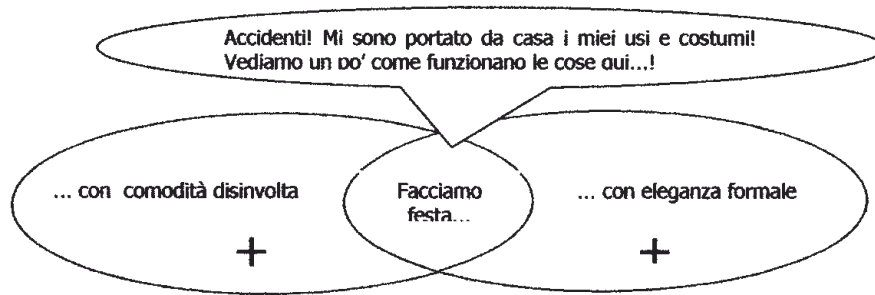 Accidenti! Mi sono portato da casa i miei usi e costumi!
Vediamo un po' come funzionano le cose qui...!
... con comodità disinvolta
Facciamo
festa...
... con eleganza formale
+
+